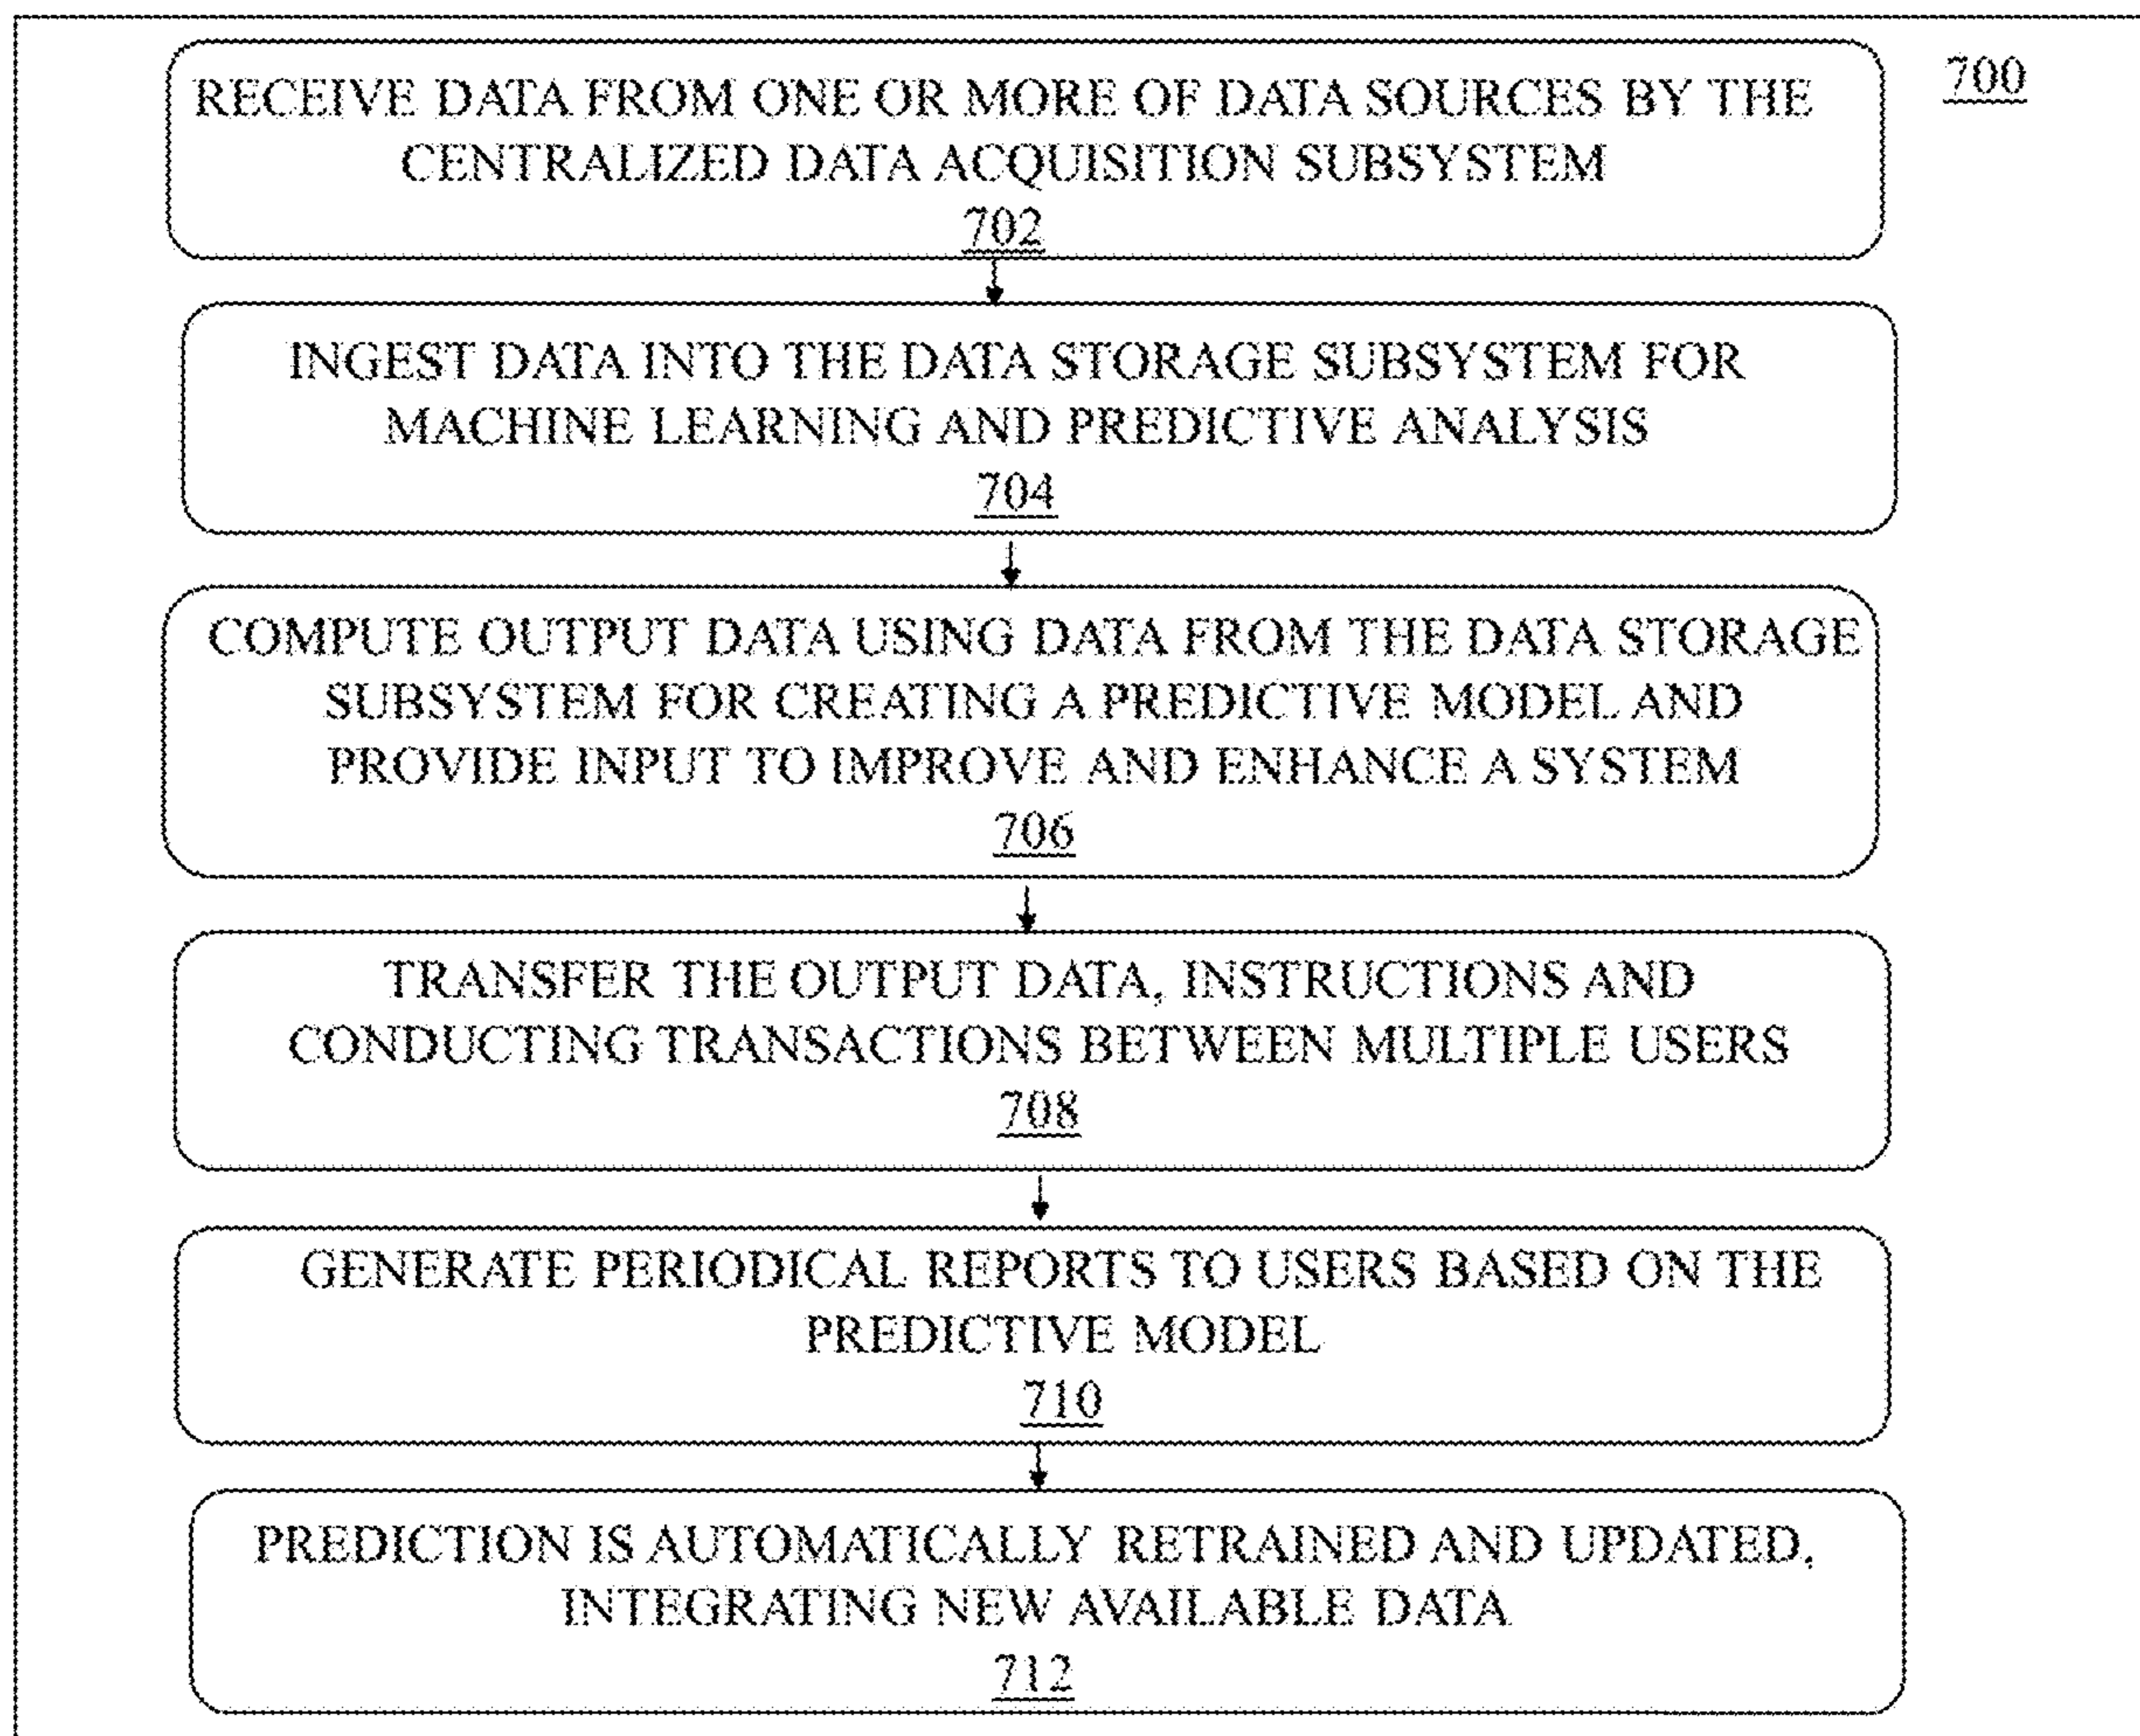 700
RECEIVE DATA FROM ONE OR MORE OF DATA SOURCES BY THE
CENTRALIZED DATA ACQUISITION SUBSYSTEM
702
INGEST DATA INTO THE DATA STORAGE SUBSYSTEM FOR
MACHINE LEARNING AND PREDICTIVE ANALYSIS
704
COMPUTE OUTPUT DATA USING DATA FROM THE DATA STORAGE
SUBSYSTEM FOR CREATING A PREDICTIVE MODEL AND
PROVIDE INPUT TO IMPROVE AND ENHANCE A SYSTEM
706
TRANSFER THE OUTPUT DATA, INSTRUCTIONS AND
CONDUCTING TRANSACTIONS BETWEEN MULTIPLE USERS
708
GENERATE PERIODICAL REPORTS TO USERS BASED ON THE
PREDICTIVE MODEL
710
PREDICTION IS AUTOMATICALLY RETRAINED AND UPDATED,
INTEGRATING NEW AVAILABLE DATA
712